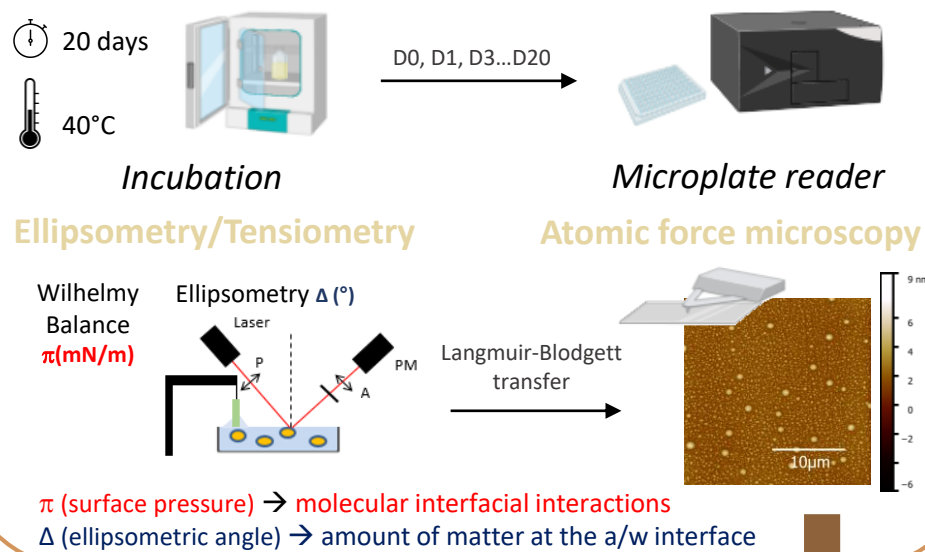 20 days
D0, D1, D3...D20
40°C
Incubation
Microplate reader
Ellipsometry/Tensiometry
Atomic force microscopy
Wilhmy
Balance
π(mN/m)
Ellipsometry Δ (°)
Laser
P
A
PM
Langmuir-Blodgett
transfer
9 nm
6
4
2
0
−2
−6
10µm
π (surface pressure) → molecular interfacial interactions
Δ (ellipsometric angle) → amount of matter at the a/w interface